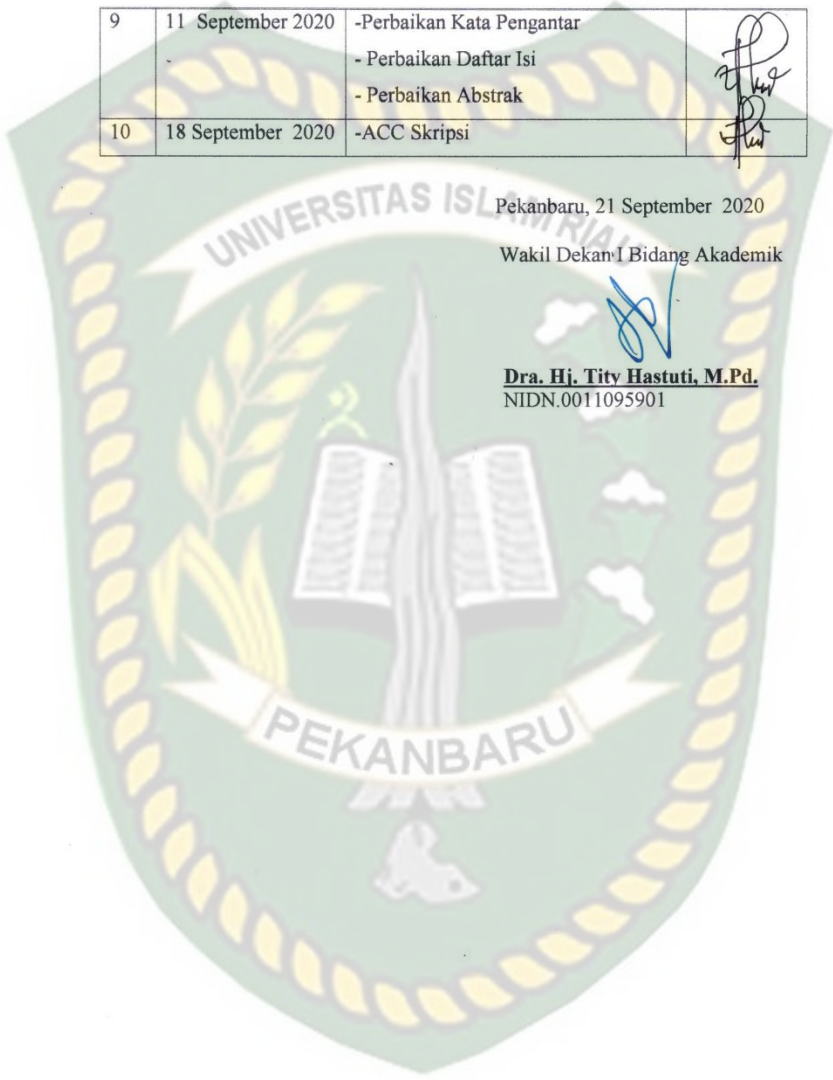 9 11 September 2020 -Perbaikan Kata Pengantar
- Perbaikan Daftar Isi
- Perbaikan Abstrak
10 18 September 2020 -ACC Skripsi
UNIVERSITAS ISLAM RIAU
Pekanbaru, 21 September 2020
Wakil Dekan I Bidang Akademik
Dra. Hj. Tity Hastuti, M.Pd.
NIDN.0011095901
PEKANBARU